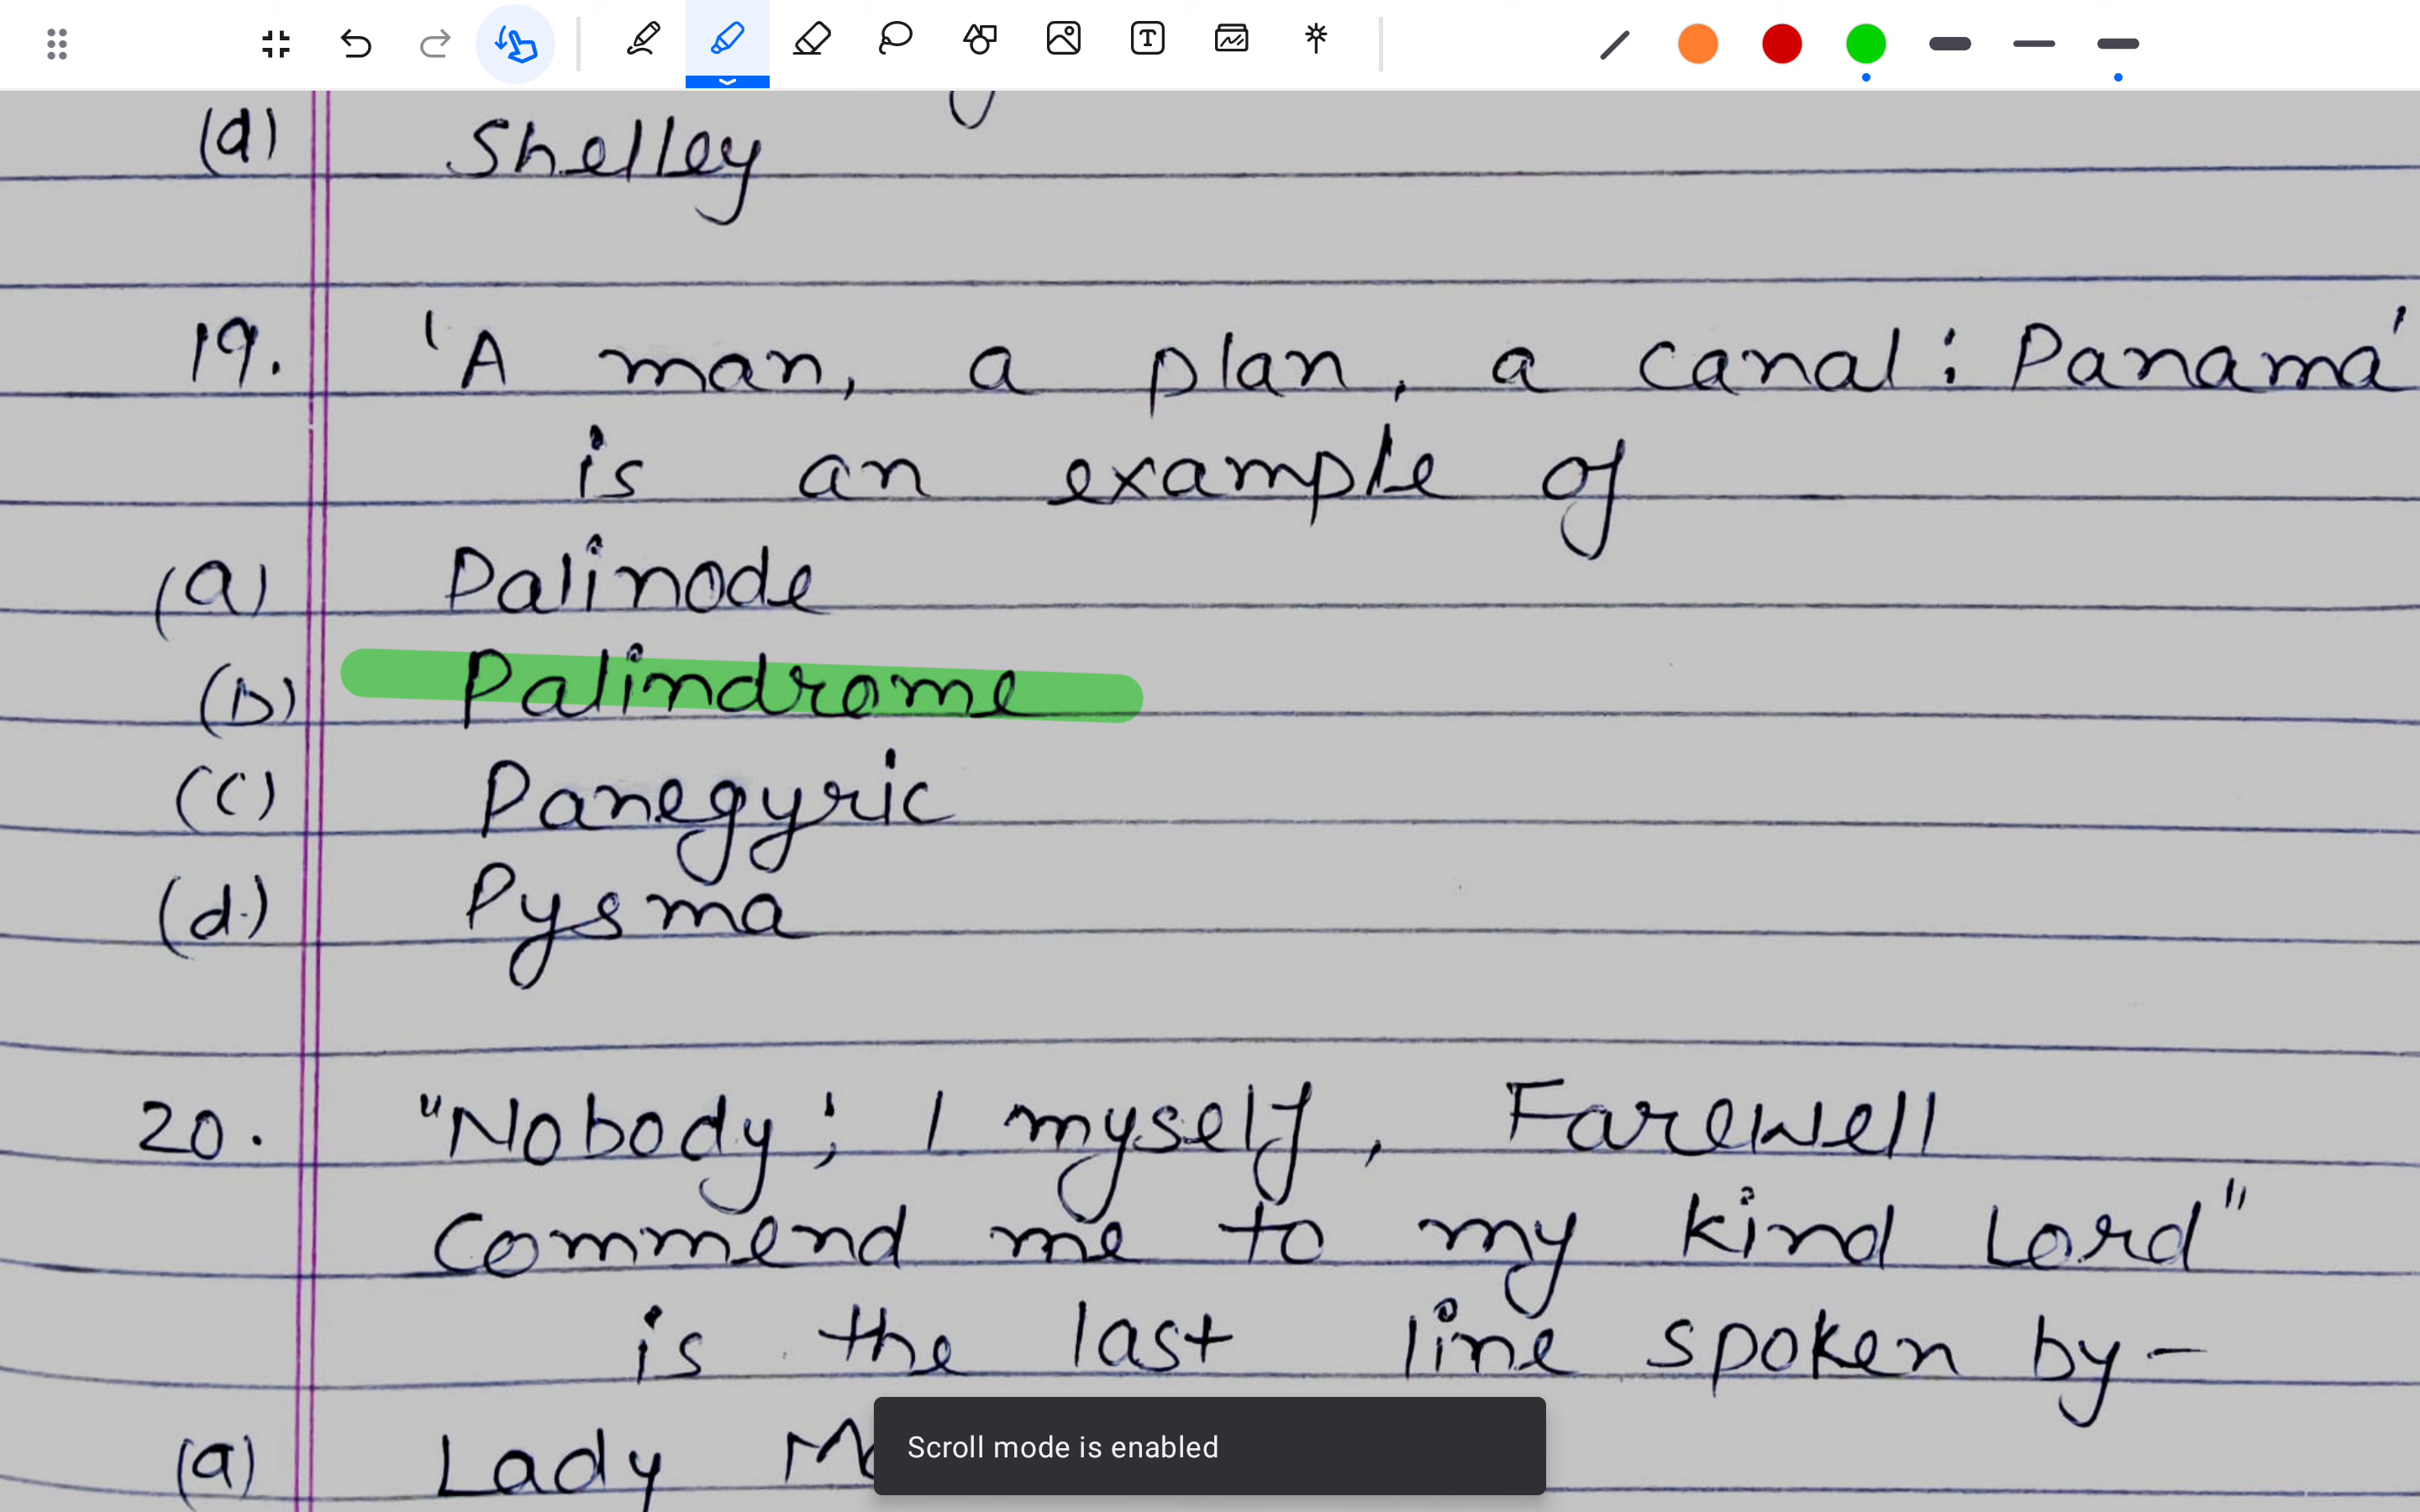 (d) Shelley
19. 'A man, a plan, a canal : Panama'
is an example of
(a) Palinode
(b) Palindrome
(c) Panegyric
(d) Pysma
20. "Nobody; I myself, Farewell
Commend me to my kind Lord"
is the last line spoken by-
(a) Lady
Scroll mode is enabled